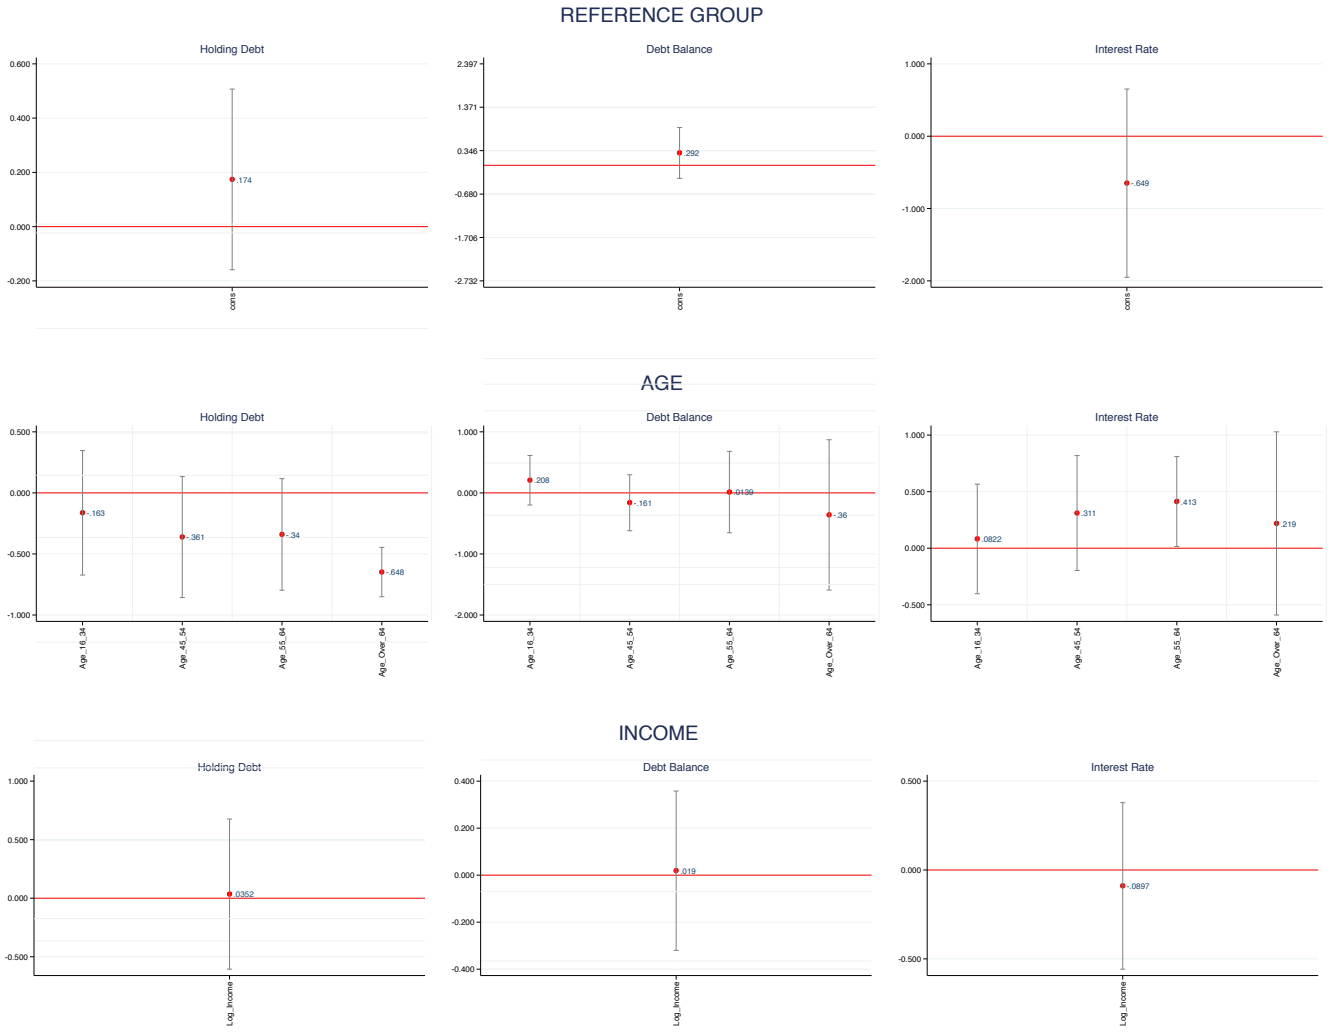 REFERENCE GROUP
Holding Debt
0.600
0.400
0.200
0.000
-0.200
.174
cons
Debt Balance
2.397
1.371
0.346
-0.680
-1.706
-2.732
.292
cons
Interest Rate
1.000
0.000
-1.000
-2.000
-.649
cons
AGE
Holding Debt
0.500
0.000
-0.500
-1.000
-.163
-.361
-.34
-.648
Age_16_34
Age_45_54
Age_55_64
Age_Over_64
Debt Balance
1.000
0.000
-1.000
-2.000
.208
-.161
.0139
-.36
Age_16_34
Age_45_54
Age_55_64
Age_Over_64
Interest Rate
1.000
0.500
0.000
-0.500
.0822
.311
.413
.219
Age_16_34
Age_45_54
Age_55_64
Age_Over_64
INCOME
Holding Debt
1.000
0.500
0.000
-0.500
.0352
Log_Income
Debt Balance
0.400
0.200
0.000
-0.200
-0.400
.019
Log_Income
Interest Rate
0.500
0.000
-0.500
-.0897
Log_Income